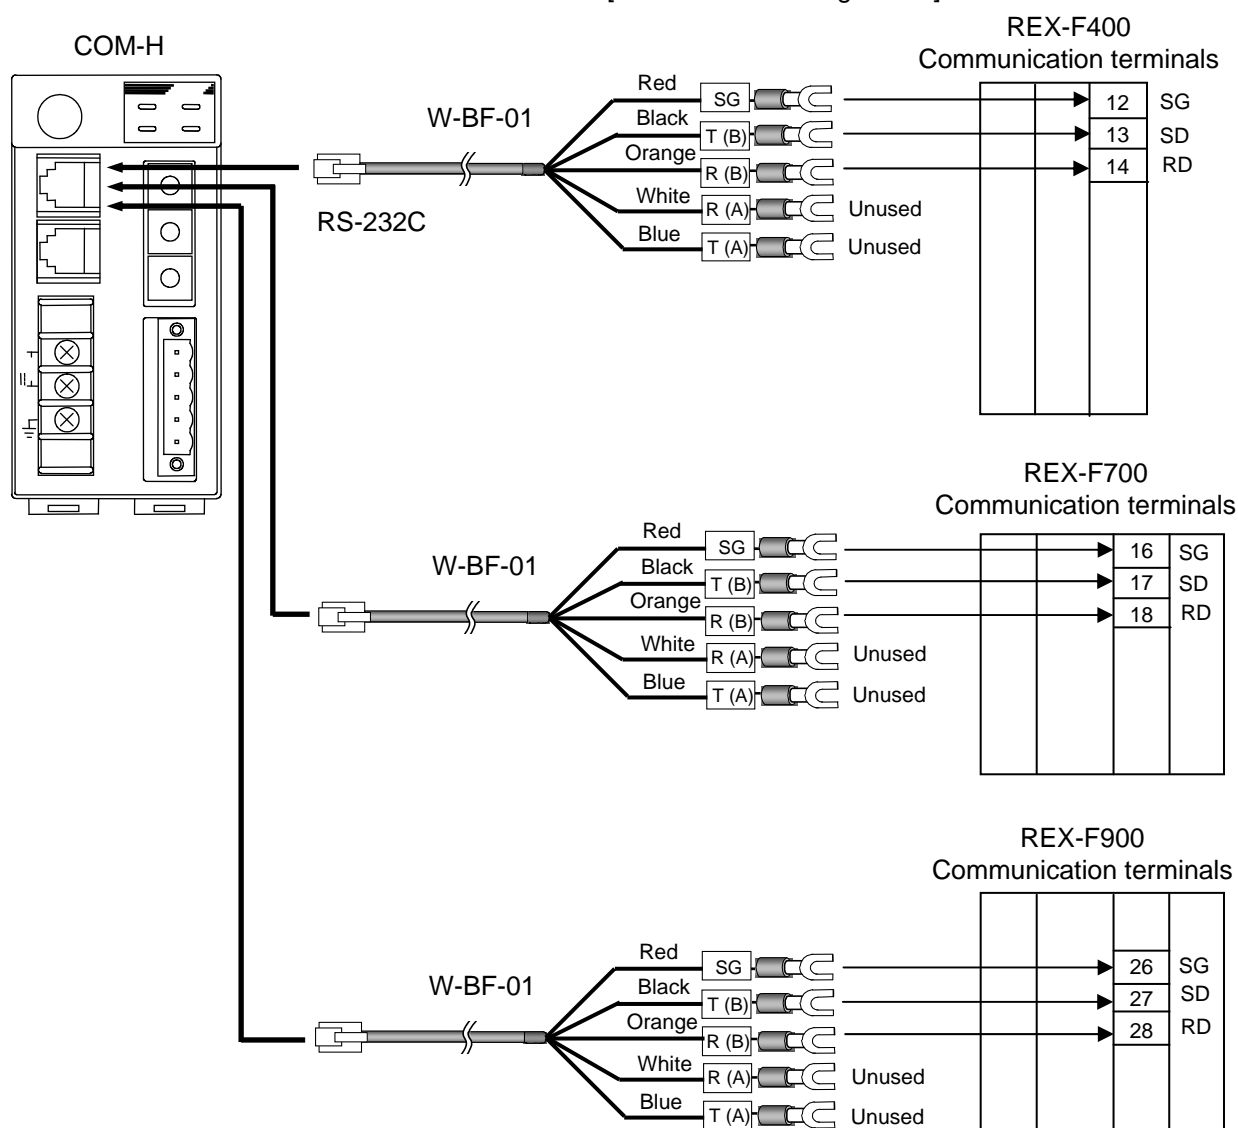 REX-F400
Communication terminals
COM-H
W-BF-01
RS-232C
Red
Black
Orange
White
Blue
SG
T (B)
R (B)
R (A)
T (A)
Unused
Unused
12 SG
13 SD
14 RD
REX-F700
Communication terminals
W-BF-01
Red
Black
Orange
White
Blue
SG
T (B)
R (B)
R (A)
T (A)
Unused
Unused
16 SG
17 SD
18 RD
REX-F900
Communication terminals
W-BF-01
Red
Black
Orange
White
Blue
SG
T (B)
R (B)
R (A)
T (A)
Unused
Unused
26 SG
27 SD
28 RD